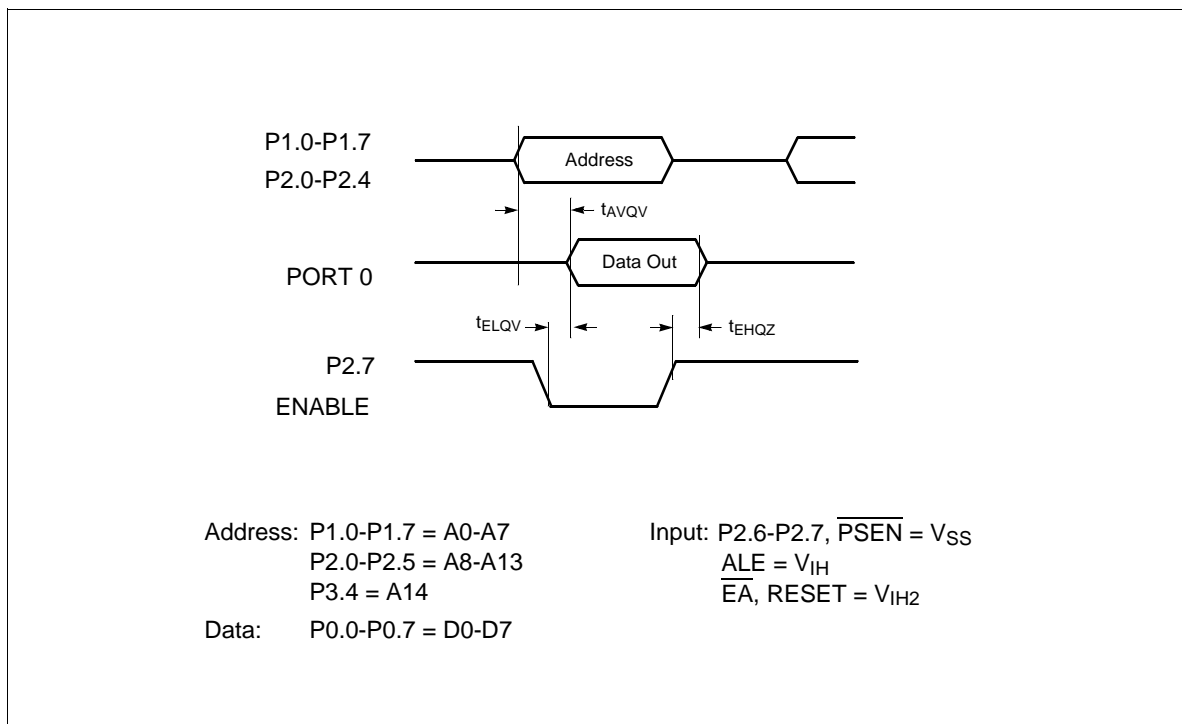 P1.0-P1.7
P2.0-P2.4
Address
tAVQV
PORT 0
Data Out
tELQV
tEHQZ
P2.7
ENABLE
Address: P1.0-P1.7 = A0-A7
P2.0-P2.5 = A8-A13
P3.4 = A14
Data: P0.0-P0.7 = D0-D7
Input: P2.6-P2.7, P̅S̅E̅N̅ = VSS
ALE = VIH
E̅A̅, RESET = VIH2